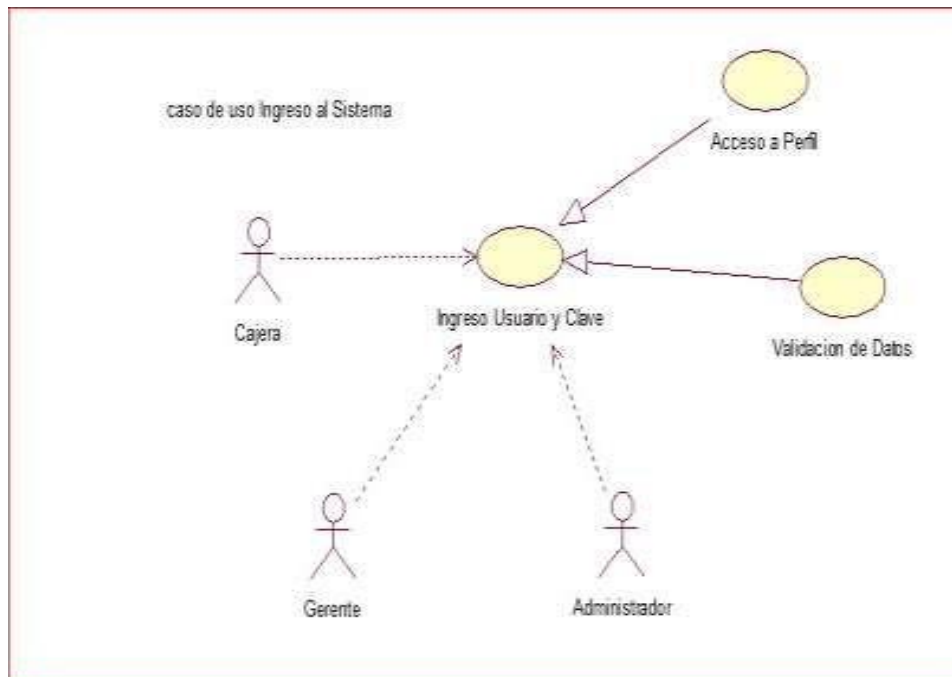 caso de uso Ingreso al Sistema
Acceso a Perfil
Cajera
Ingreso Usuario y Clave
Validacion de Datos
Gerente
Administrador